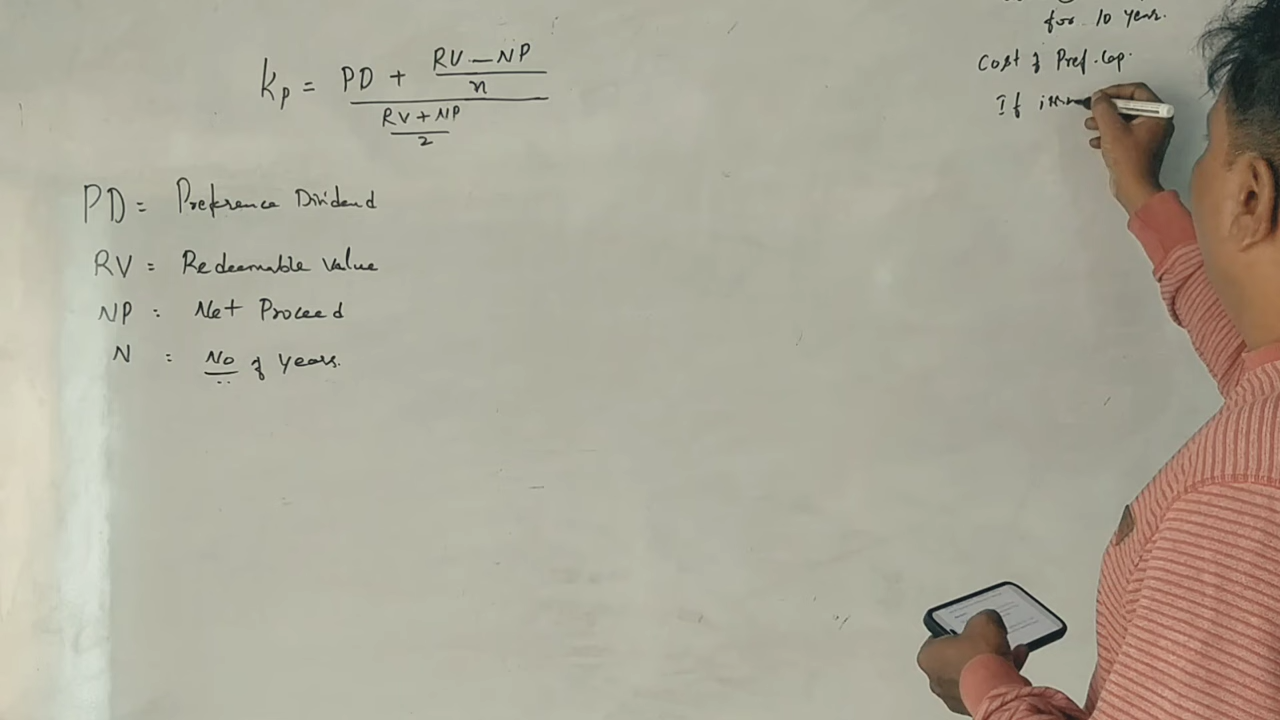 Kp = PD + RV - NP
n
RV + NP
2
PD = Preference Dividend
RV = Redeemable Value
NP : Net Proceed
N : No of years.
for 10 year.
Cost of Pref. Cap.
If